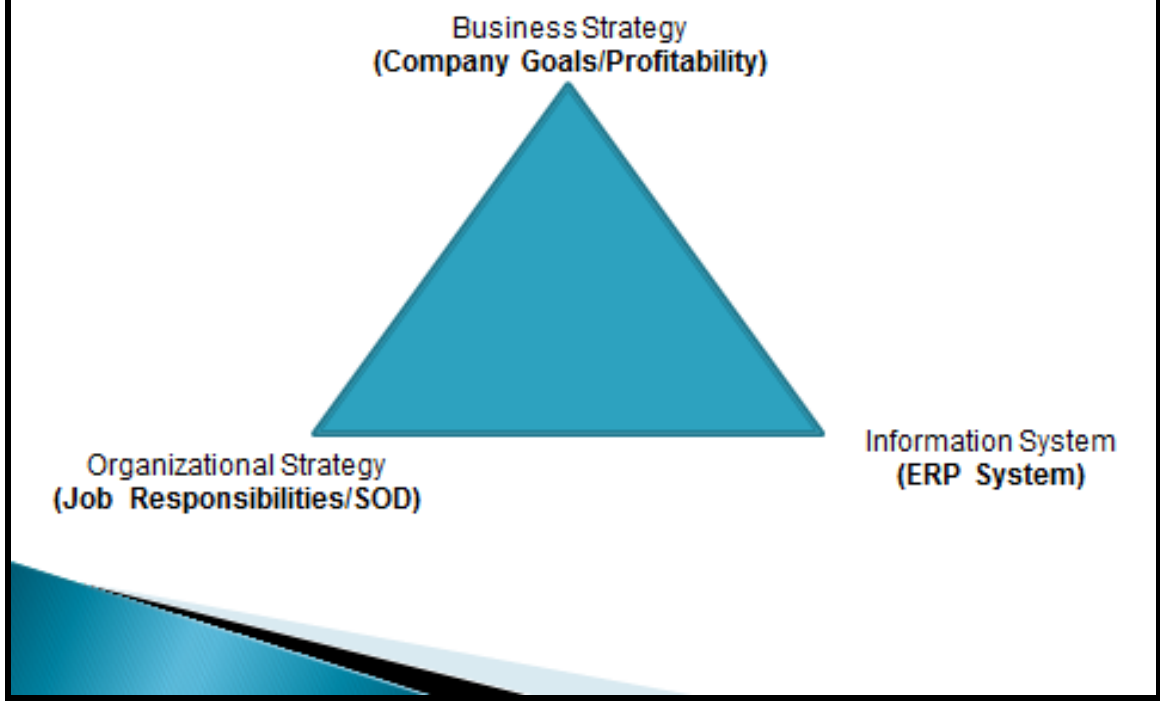 Business Strategy
(Company Goals/Profitability)
Organizational Strategy
(Job Responsibilities/SOD)
Information System
(ERP System)